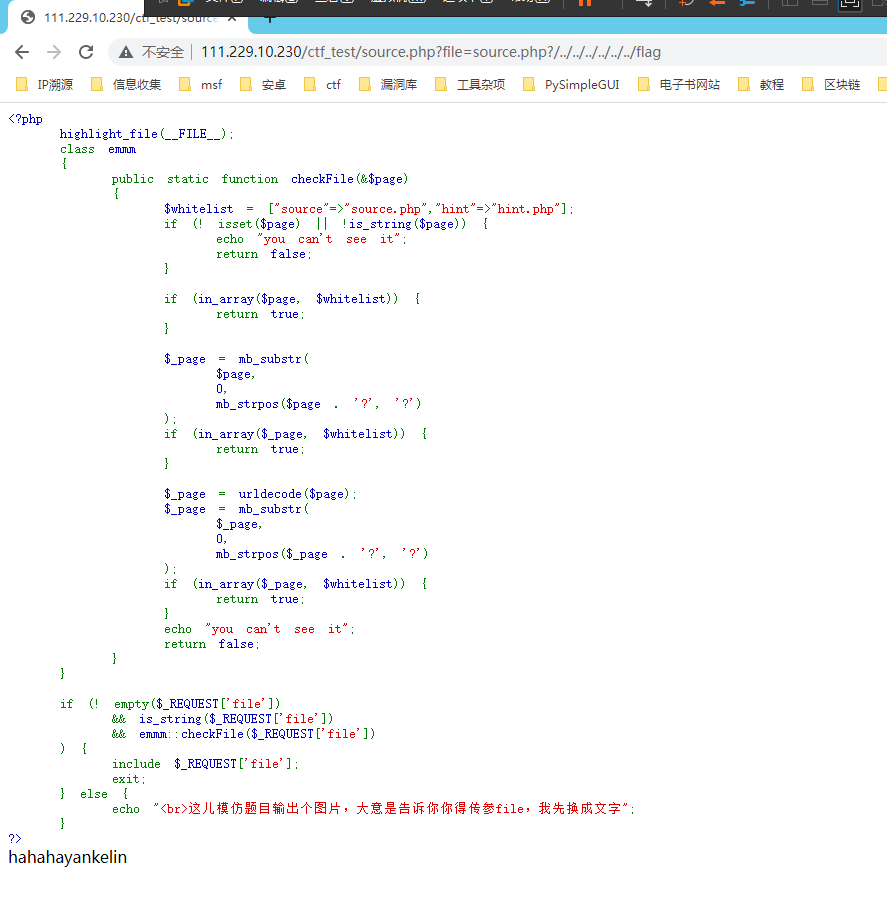 111.229.10.230/ctf_test/source
不安全 111.229.10.230/ctf_test/source.php?file=source.php?/../../../../../../flag
IP溯源 信息收集 msf 安卓 ctf 漏洞库 工具杂项 PySimpleGUI 电子书网站 教程 区块链
<?php
highlight_file(__FILE__);
class emmm
{
public static function checkFile(&$page)
{
$whitelist = ["source"=>"source.php","hint"=>"hint.php"];
if (! isset($page) || !is_string($page)) {
echo "you can't see it";
return false;
}
if (in_array($page, $whitelist)) {
return true;
}
$_page = mb_substr(
$page,
0,
mb_strpos($page . '?', '?')
);
if (in_array($_page, $whitelist)) {
return true;
}
$_page = urldecode($page);
$_page = mb_substr(
$_page,
0,
mb_strpos($_page . '?', '?')
);
if (in_array($_page, $whitelist)) {
return true;
}
echo "you can't see it";
return false;
}
}
if (! empty($_REQUEST['file'])
&& is_string($_REQUEST['file'])
&& emmm::checkFile($_REQUEST['file'])
) {
include $_REQUEST['file'];
exit;
} else {
echo "<br>这儿模仿题目输出个图片，大意是告诉你你得传参file，我先换成文字";
}
?>
hahahayankelin